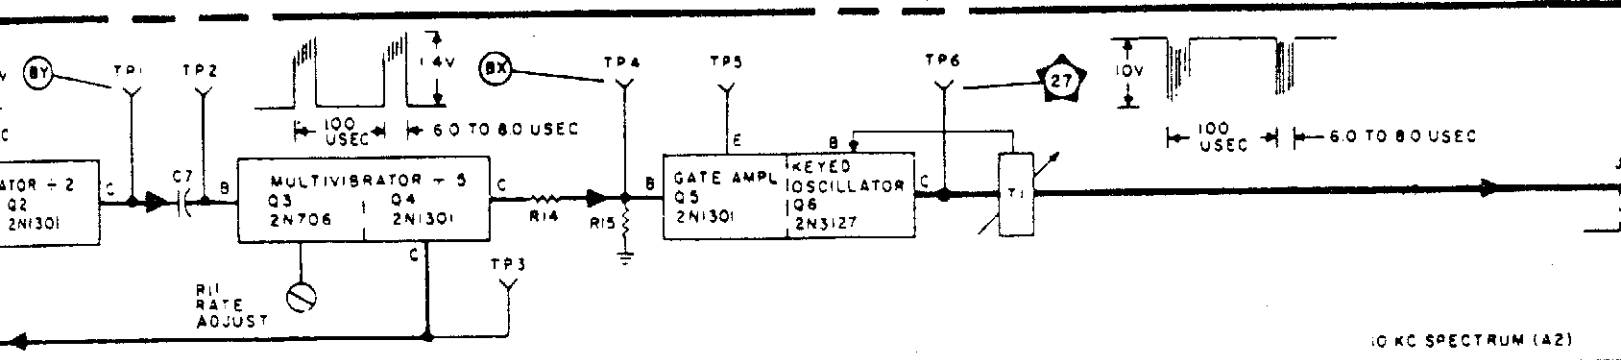 BY
TP1
TP2
1.4V
100
USEC
6.0 TO 8.0 USEC
BX
TP4
TP5
TP6
27
10V
100
USEC
6.0 TO 8.0 USEC
V
C
ATOR ÷ 2
Q2
2N1301
C
C7
B
MULTIVIBRATOR ÷ 5
Q3
2N706
Q4
2N1301
C
C
R14
R15
B
E
GATE AMPL
Q5
2N1301
B
KEYED
OSCILLATOR
Q6
2N3127
C
T1
R11
RATE
ADJUST
TP3
10 KC SPECTRUM (A2)